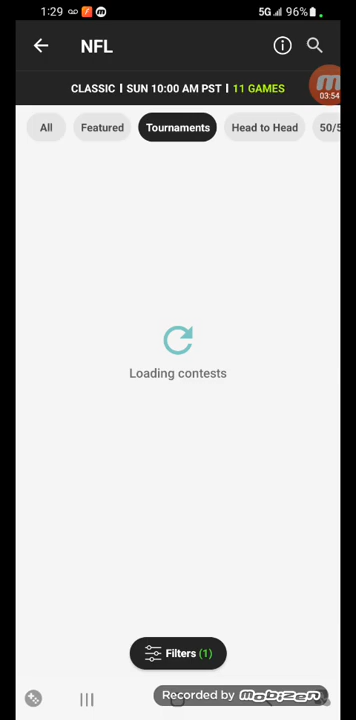 1:29 5G 96%
NFL
CLASSIC | SUN 10:00 AM PST | 11 GAMES
03:54
All Featured Tournaments Head to Head 50/5
Loading contests
Filters (1)
Recorded by mobizen